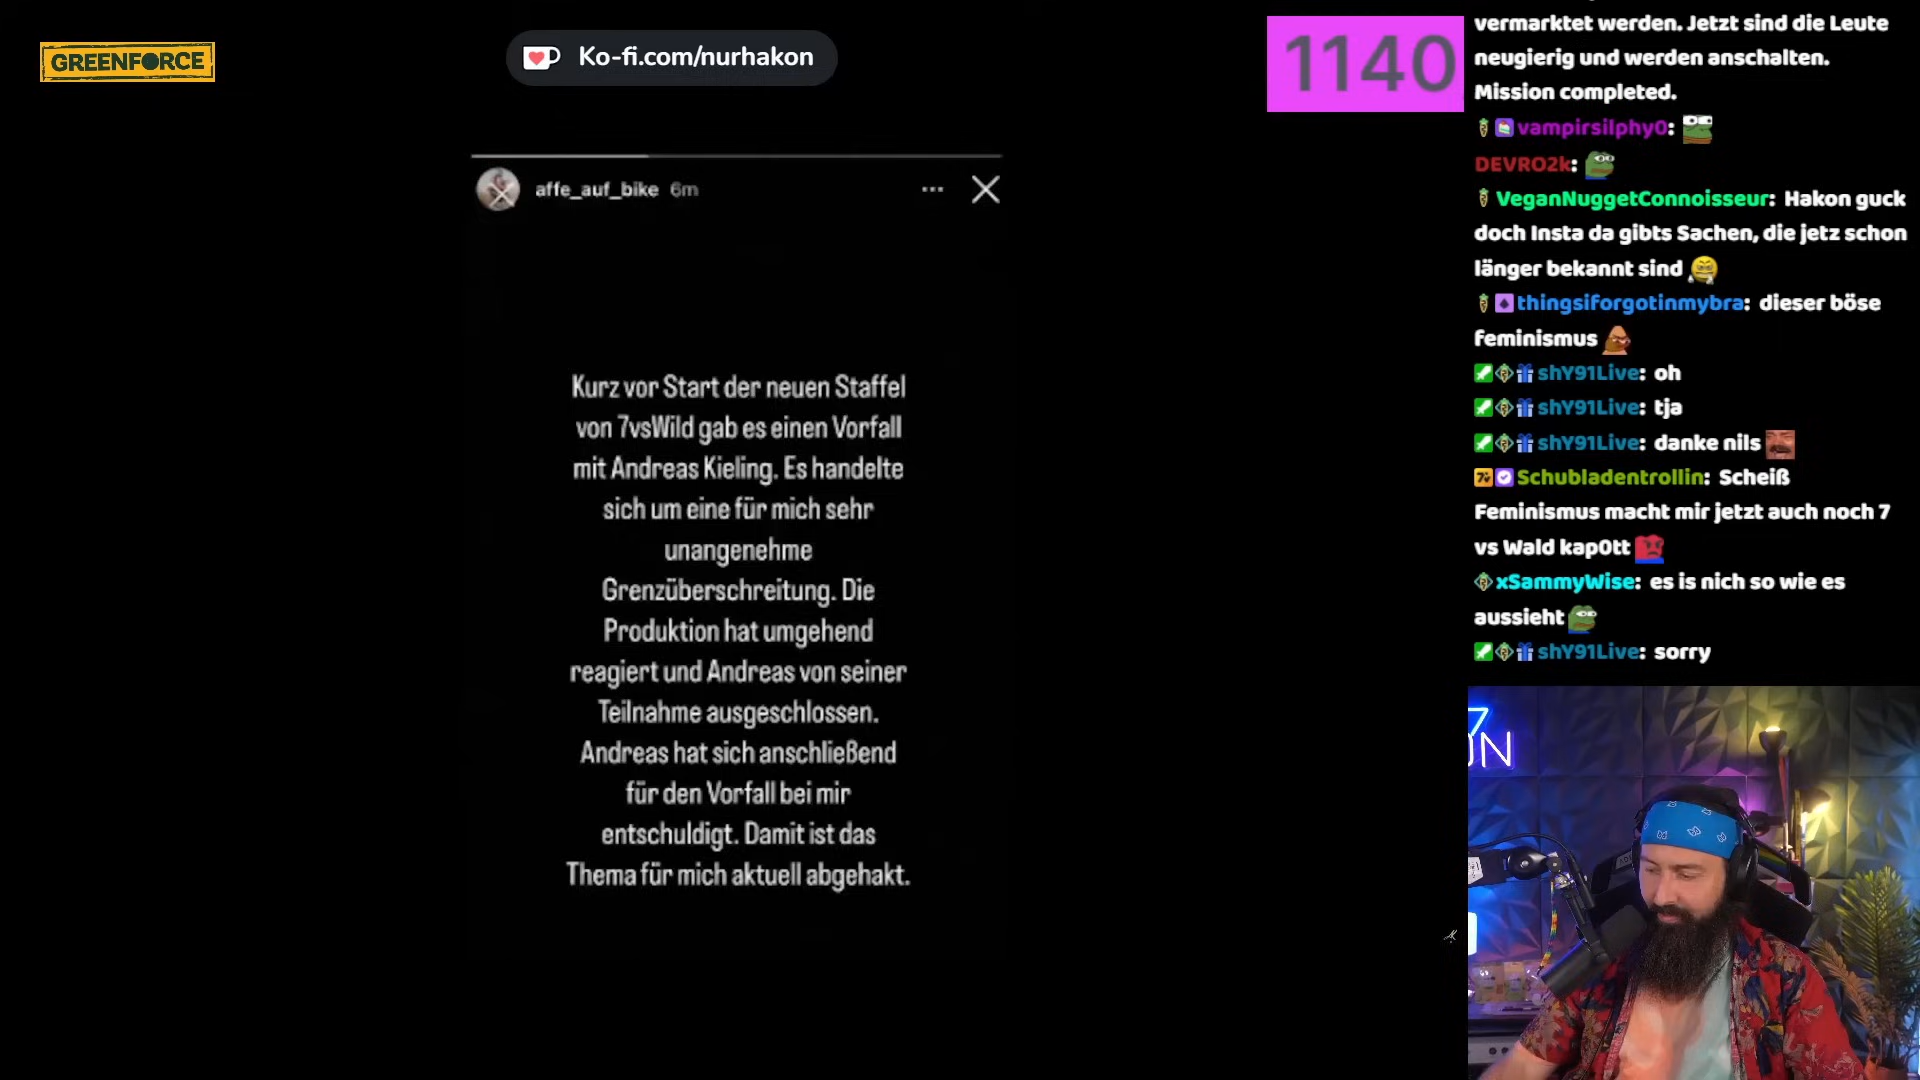 GREENFORCE
Ko-fi.com/nurhakon
1140
affe_auf_bike 6m
Kurz vor Start der neuen Staffel
von 7vsWild gab es einen Vorfall
mit Andreas Kieling. Es handelte
sich um eine für mich sehr
unangenehme
Grenzüberschreitung. Die
Produktion hat umgehend
reagiert und Andreas von seiner
Teilnahme ausgeschlossen.
Andreas hat sich anschließend
für den Vorfall bei mir
entschuldigt. Damit ist das
Thema für mich aktuell abgehakt.
vermarktet werden. Jetzt sind die Leute
neugierig und werden anschalten.
Mission completed.
vampirsilphy0:
DEVRO2k:
VeganNuggetConnoisseur: Hakon guck
doch Insta da gibts Sachen, die jetz schon
länger bekannt sind
thingsiforgotinmybra: dieser böse
feminismus
shY91Live: oh
shY91Live: tja
shY91Live: danke nils
Schubladentrollin: Scheiß
Feminismus macht mir jetzt auch noch 7
vs Wald kap0tt
xSammyWise: es is nich so wie es
aussieht
shY91Live: sorry